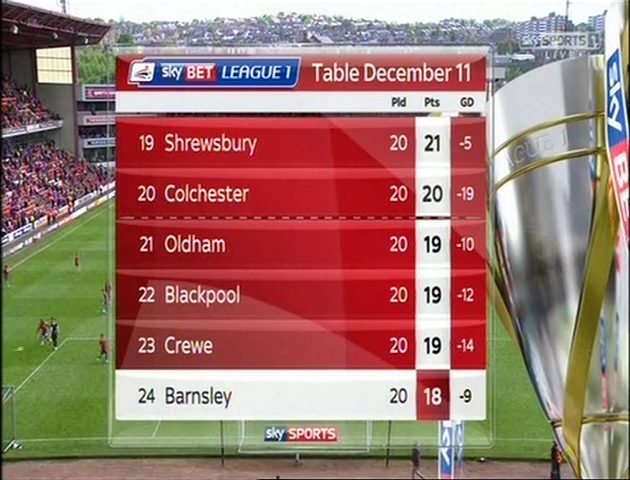 SKY SPORTS 1
sky BET LEAGUE 1 Table December 11
Pld Pts GD
19 Shrewsbury 20 21 -5
20 Colchester 20 20 -19
21 Oldham 20 19 -10
22 Blackpool 20 19 -12
23 Crewe 20 19 -14
24 Barnsley 20 18 -9
sky SPORTS
sky BE